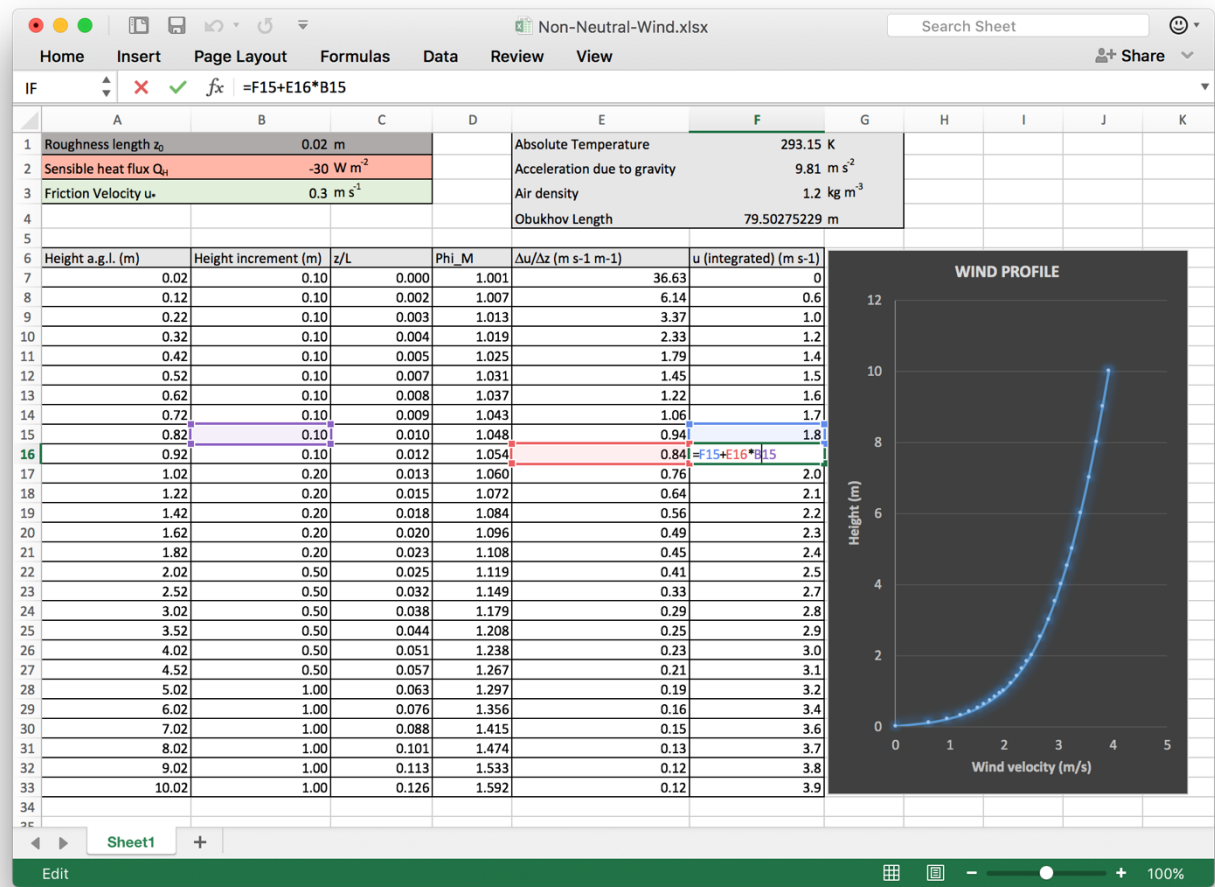 Non-Neutral-Wind.xlsx
Search Sheet
Home Insert Page Layout Formulas Data Review View Share
IF fx =F15+E16*B15
A B C D E F G H I J K
1 Roughness length z₀ 0.02 m Absolute Temperature 293.15 K
2 Sensible heat flux Q_H -30 W m⁻² Acceleration due to gravity 9.81 m s⁻²
3 Friction Velocity u* 0.3 m s⁻¹ Air density 1.2 kg m⁻³
4 Obukhov Length 79.50275229 m
5
6 Height a.g.l. (m) Height increment (m) z/L Phi_M Δu/Δz (m s-1 m-1) u (integrated) (m s-1)
7 0.02 0.10 0.000 1.001 36.63 0
8 0.12 0.10 0.002 1.007 6.14 0.6
9 0.22 0.10 0.003 1.013 3.37 1.0
10 0.32 0.10 0.004 1.019 2.33 1.2
11 0.42 0.10 0.005 1.025 1.79 1.4
12 0.52 0.10 0.007 1.031 1.45 1.5
13 0.62 0.10 0.008 1.037 1.22 1.6
14 0.72 0.10 0.009 1.043 1.06 1.7
15 0.82 0.10 0.010 1.048 0.94 1.8
16 0.92 0.10 0.012 1.054 0.84 =F15+E16*B15
17 1.02 0.20 0.013 1.060 0.76 2.0
18 1.22 0.20 0.015 1.072 0.64 2.1
19 1.42 0.20 0.018 1.084 0.56 2.2
20 1.62 0.20 0.020 1.096 0.49 2.3
21 1.82 0.20 0.023 1.108 0.45 2.4
22 2.02 0.50 0.025 1.119 0.41 2.5
23 2.52 0.50 0.032 1.149 0.33 2.7
24 3.02 0.50 0.038 1.179 0.29 2.8
25 3.52 0.50 0.044 1.208 0.25 2.9
26 4.02 0.50 0.051 1.238 0.23 3.0
27 4.52 0.50 0.057 1.267 0.21 3.1
28 5.02 1.00 0.063 1.297 0.19 3.2
29 6.02 1.00 0.076 1.356 0.16 3.4
30 7.02 1.00 0.088 1.415 0.15 3.6
31 8.02 1.00 0.101 1.474 0.13 3.7
32 9.02 1.00 0.113 1.533 0.12 3.8
33 10.02 1.00 0.126 1.592 0.12 3.9
34
WIND PROFILE
12
10
8
6
4
2
0
Height (m)
0 1 2 3 4 5
Wind velocity (m/s)
Sheet1 +
Edit 100%